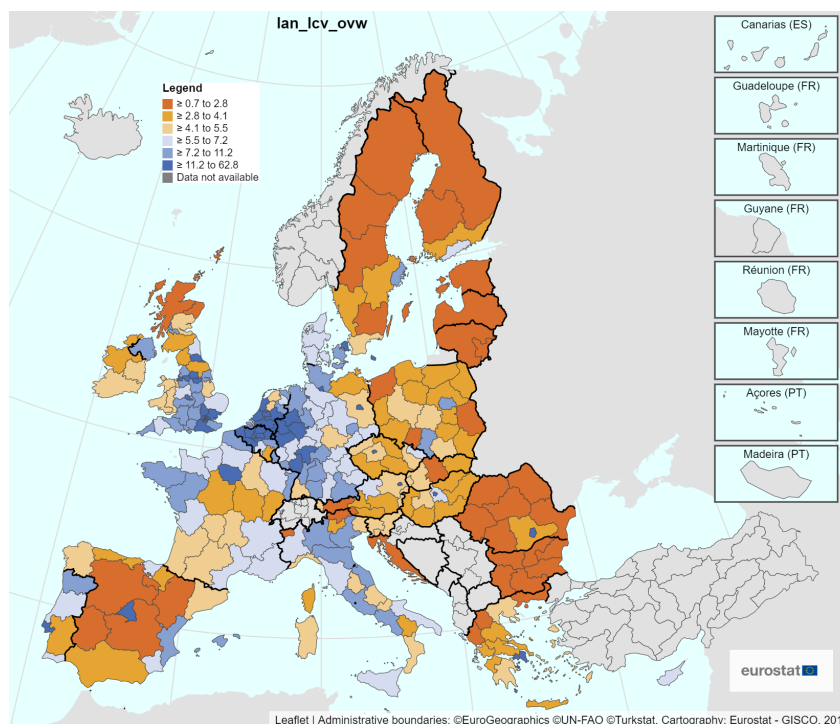 lan_lcv_ovw
Legend
≥ 0.7 to 2.8
≥ 2.8 to 4.1
≥ 4.1 to 5.5
≥ 5.5 to 7.2
≥ 7.2 to 11.2
≥ 11.2 to 62.8
Data not available
Canarias (ES)
Guadeloupe (FR)
Martinique (FR)
Guyane (FR)
Réunion (FR)
Mayotte (FR)
Açores (PT)
Madeira (PT)
eurostat
Leaflet | Administrative boundaries: ©EuroGeographics ©UN-FAO ©Turkstat, Cartography: Eurostat - GISCO, 20